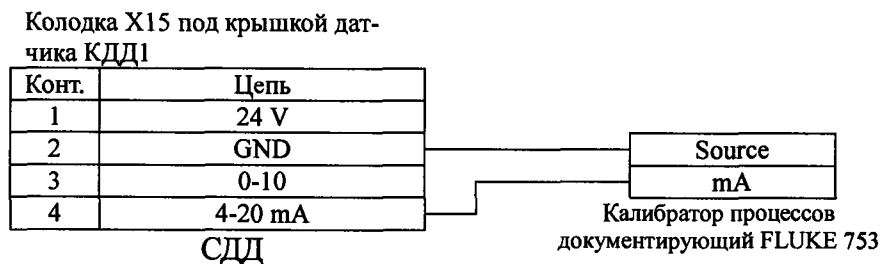 Колодка Х15 под крышкой дат-
чика КДД1
Конт. Цепь
1 24 V
2 GND
3 0-10
4 4-20 mA
СДД
Source
mA
Калибратор процессов
документирующий FLUKE 753